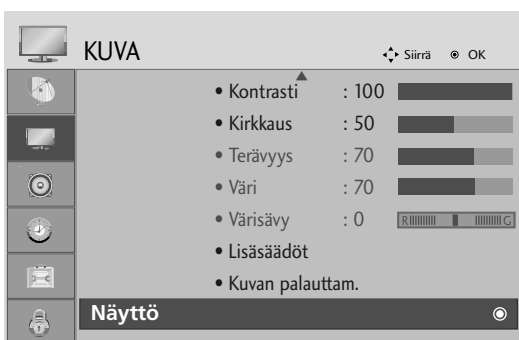 KUVA Siirrä OK
• Kontrasti : 100
• Kirkkaus : 50
• Terävyys : 70
• Väri : 70
• Värisävy : 0 R G
• Lisäsäädöt
• Kuvan palauttam.
Näyttö